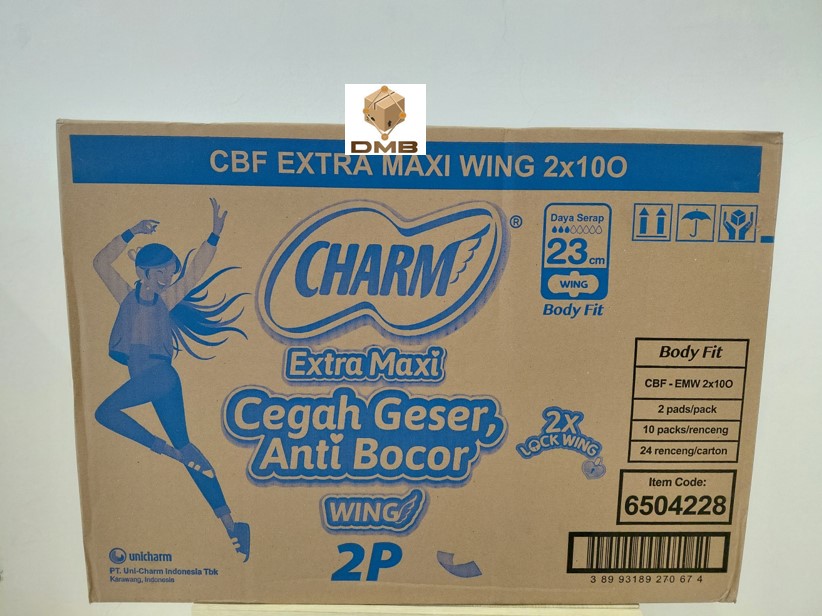 DMB
CBF EXTRA MAXI WING 2x10O
CHARM
®
Extra Maxi
Cegah Geser,
Anti Bocor
WING
2P
Daya Serap
23 cm
WING
Body Fit
2X
LOCK WING
Body Fit
CBF - EMW 2x10O
2 pads/pack
10 packs/renceng
24 renceng/carton
Item Code:
6504228
3 89 93189 270 67 4
unicharm
PT. Uni-Charm Indonesia Tbk
Karawang, Indonesia